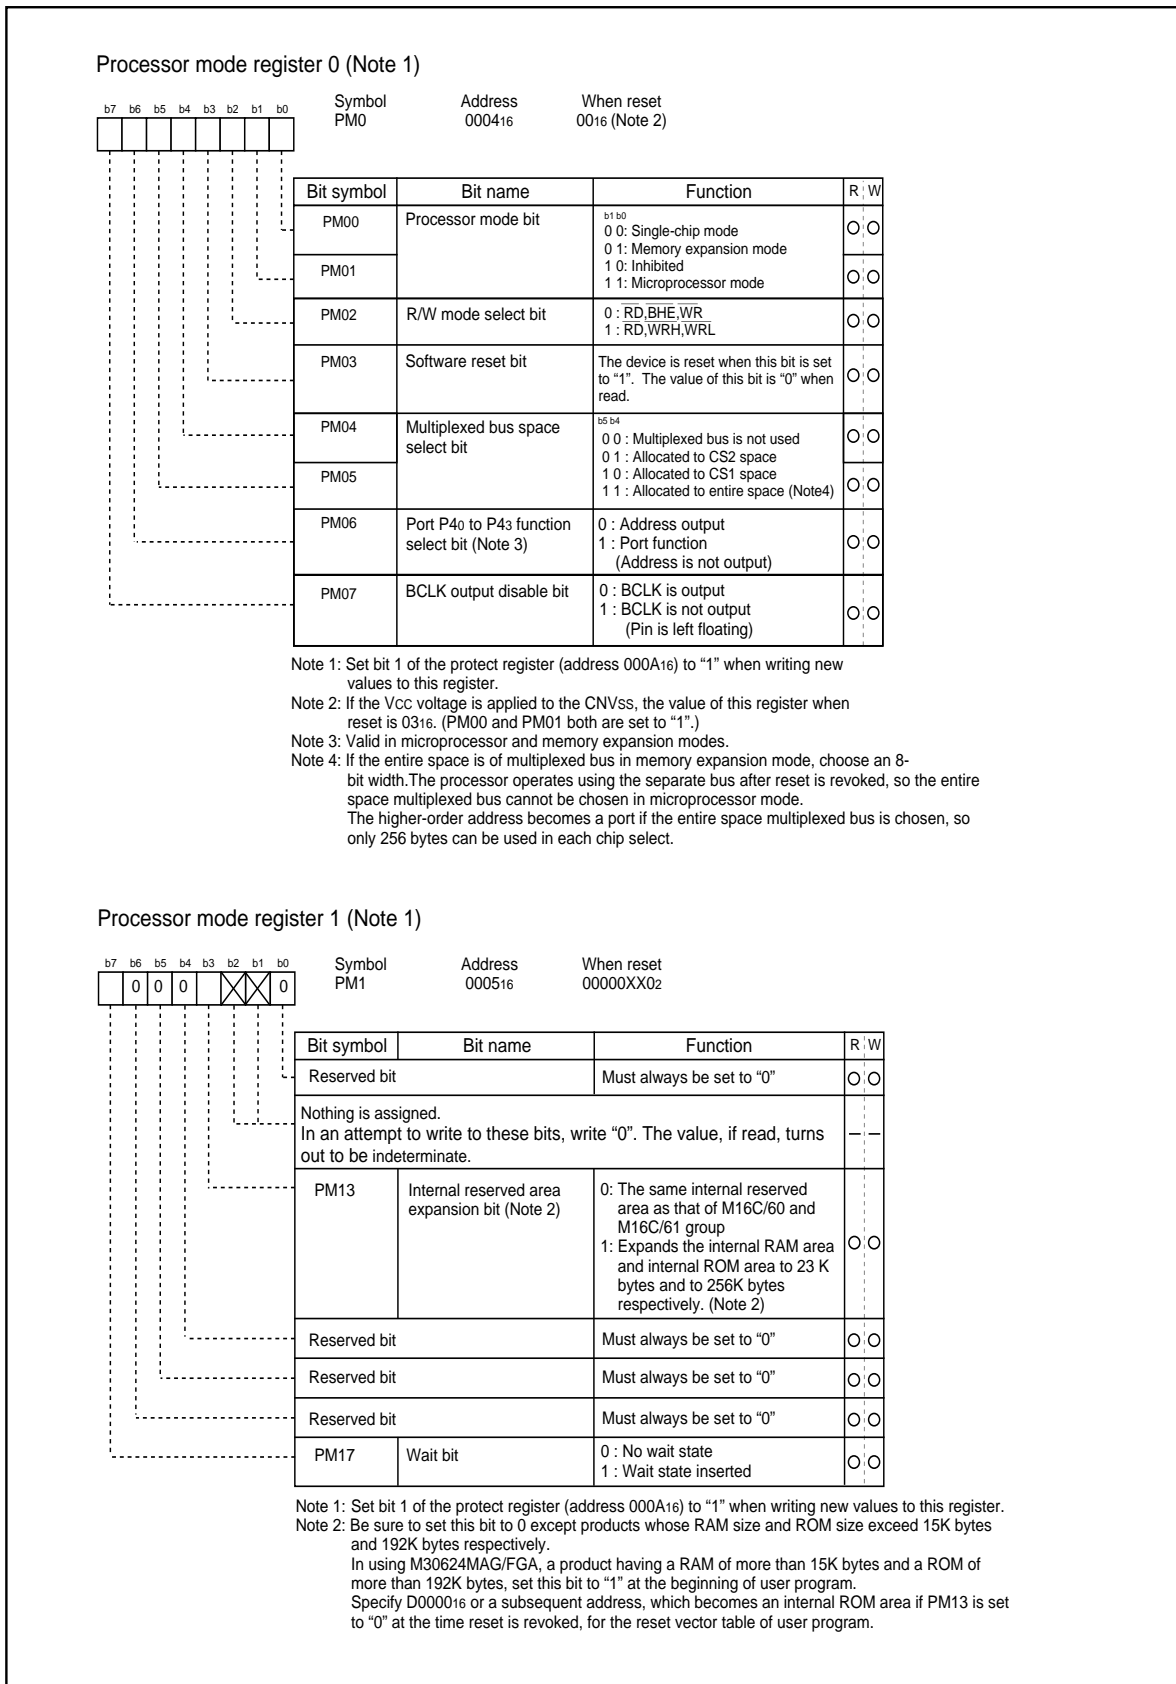 Processor mode register 0 (Note 1)
b7 b6 b5 b4 b3 b2 b1 b0
Symbol Address When reset
PM0 000416 0016 (Note 2)
Bit symbol Bit name Function R W
PM00 Processor mode bit
b1 b0
0 0: Single-chip mode
0 1: Memory expansion mode
PM01
1 0: Inhibited
1 1: Microprocessor mode
PM02 R/W mode select bit
0 : RD,BHE,WR
1 : RD,WRH,WRL
PM03 Software reset bit
The device is reset when this bit is set
to “1”. The value of this bit is “0” when
read.
PM04 Multiplexed bus space
select bit
b5 b4
0 0 : Multiplexed bus is not used
0 1 : Allocated to CS2 space
PM05
1 0 : Allocated to CS1 space
1 1 : Allocated to entire space (Note4)
PM06 Port P40 to P43 function
select bit (Note 3)
0 : Address output
1 : Port function
(Address is not output)
PM07 BCLK output disable bit
0 : BCLK is output
1 : BCLK is not output
(Pin is left floating)
Note 1: Set bit 1 of the protect register (address 000A16) to “1” when writing new
values to this register.
Note 2: If the VCC voltage is applied to the CNVSS, the value of this register when
reset is 0316. (PM00 and PM01 both are set to “1”.)
Note 3: Valid in microprocessor and memory expansion modes.
Note 4: If the entire space is of multiplexed bus in memory expansion mode, choose an 8-
bit width.The processor operates using the separate bus after reset is revoked, so the entire
space multiplexed bus cannot be chosen in microprocessor mode.
The higher-order address becomes a port if the entire space multiplexed bus is chosen, so
only 256 bytes can be used in each chip select.
Processor mode register 1 (Note 1)
b7 b6 b5 b4 b3 b2 b1 b0
0 0 0 0
Symbol Address When reset
PM1 000516 00000XX02
Bit symbol Bit name Function R W
Reserved bit Must always be set to “0”
Nothing is assigned.
In an attempt to write to these bits, write “0”. The value, if read, turns
out to be indeterminate.
PM13 Internal reserved area
expansion bit (Note 2)
0: The same internal reserved
area as that of M16C/60 and
M16C/61 group
1: Expands the internal RAM area
and internal ROM area to 23 K
bytes and to 256K bytes
respectively. (Note 2)
Reserved bit Must always be set to “0”
Reserved bit Must always be set to “0”
Reserved bit Must always be set to “0”
PM17 Wait bit
0 : No wait state
1 : Wait state inserted
Note 1: Set bit 1 of the protect register (address 000A16) to “1” when writing new values to this register.
Note 2: Be sure to set this bit to 0 except products whose RAM size and ROM size exceed 15K bytes
and 192K bytes respectively.
In using M30624MAG/FGA, a product having a RAM of more than 15K bytes and a ROM of
more than 192K bytes, set this bit to “1” at the beginning of user program.
Specify D000016 or a subsequent address, which becomes an internal ROM area if PM13 is set
to “0” at the time reset is revoked, for the reset vector table of user program.